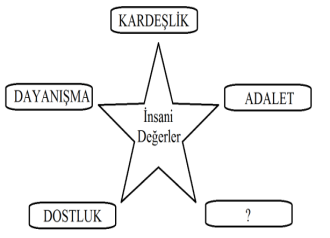 KARDEŞLİK
DAYANIŞMA
ADALET
İnsani
Değerler
DOSTLUK
?